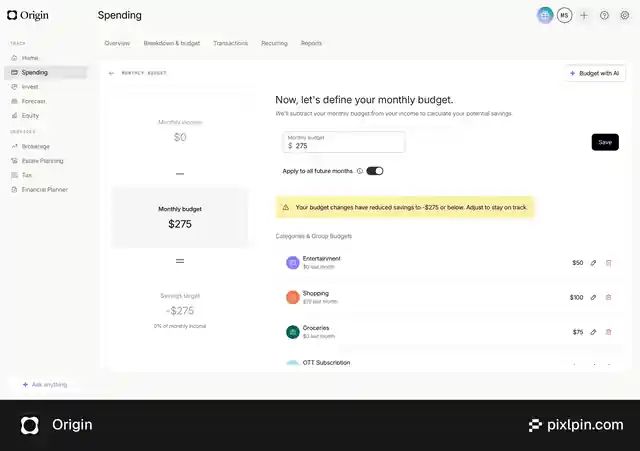 Origin
Spending
MS
TRACK
Home
Spending
Invest
Forecast
Equity
SERVICES
Brokerage
Estate Planning
Tax
Financial Planner
Ask anything
Overview
Breakdown & budget
Transactions
Recurring
Reports
MONTHLY BUDGET
Budget with AI
Monthly income
$0
Monthly budget
$275
Savings target
-$275
0% of monthly income
Now, let's define your monthly budget.
We'll subtract your monthly budget from your income to calculate your potential savings.
Monthly budget
$ 275
Save
Apply to all future months
Your budget changes have reduced savings to -$275 or below. Adjust to stay on track.
Categories & Group Budgets
Entertainment
$0 last month
$50
Shopping
last month
$100
Groceries
$0 last month
$75
OTT Subscription
Origin
pixlpin.com